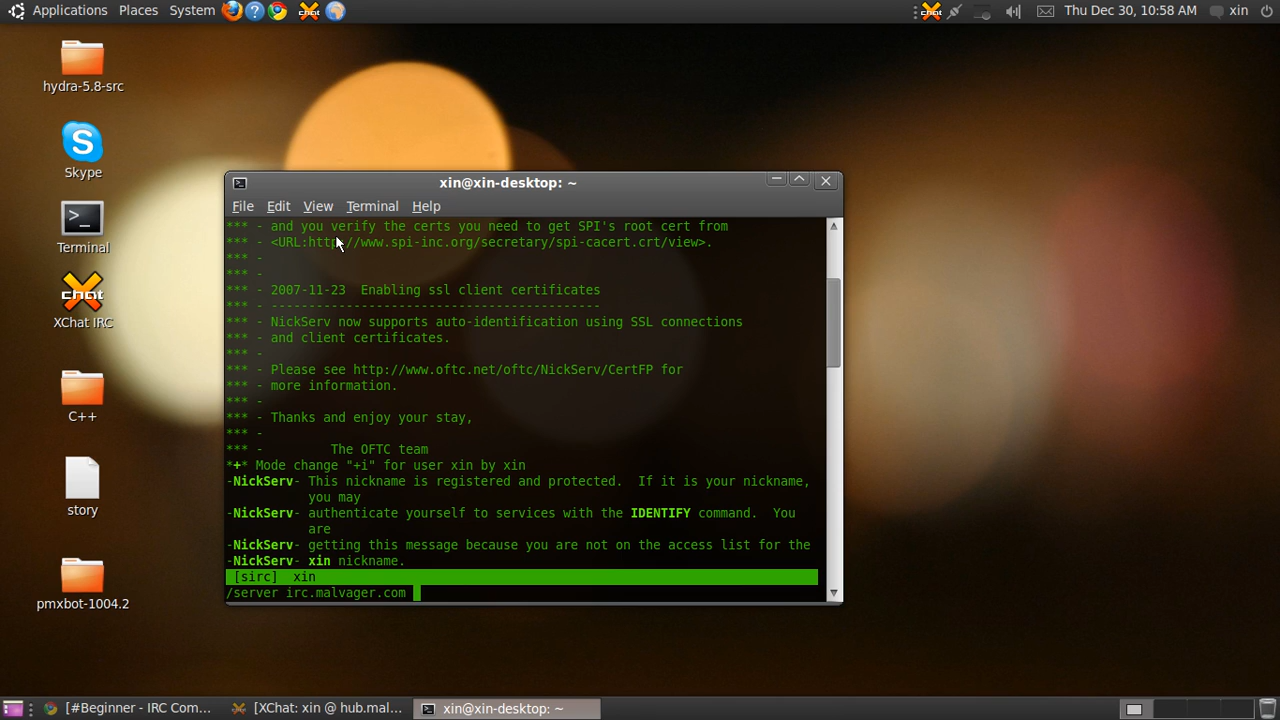 Applications Places System
Thu Dec 30, 10:58 AM xin
hydra-5.8-src
Skype
Terminal
chat
XChat IRC
C++
story
pmxbot-1004.2
xin@xin-desktop: ~
File Edit View Terminal Help
*** - and you verify the certs you need to get SPI's root cert from
*** - <URL:http://www.spi-inc.org/secretary/spi-cacert.crt/view>.
*** -
*** -
*** - 2007-11-23  Enabling ssl client certificates
*** - --------------------------------------------
*** - NickServ now supports auto-identification using SSL connections
*** - and client certificates.
*** -
*** - Please see http://www.oftc.net/oftc/NickServ/CertFP for
*** - more information.
*** -
*** - Thanks and enjoy your stay,
*** -
*** -         The OFTC team
*+* Mode change "+i" for user xin by xin
-NickServ- This nickname is registered and protected.  If it is your nickname,
you may
-NickServ- authenticate yourself to services with the IDENTIFY command.  You
are
-NickServ- getting this message because you are not on the access list for the
-NickServ- xin nickname.
[sirc]  xin
/server irc.malvager.com
[#Beginner - IRC Com...
[XChat: xin @ hub.mal...
xin@xin-desktop: ~